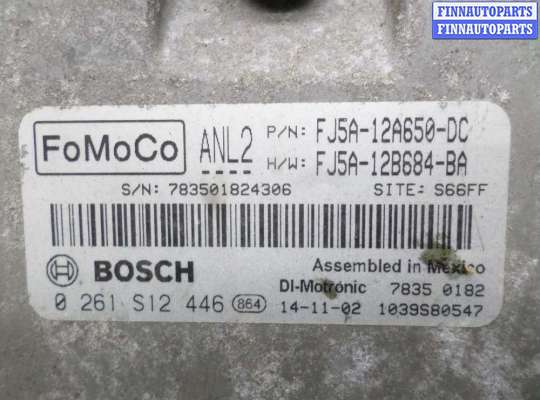 FINNAUTOPARTS
FINNAUTOPARTS
FoMoCo ANL2 P/N: FJ5A-12A650-DC
H/W: FJ5A-12B684-BA
S/N: 783501824306 SITE: S66FF
BOSCH Assembled in Mexico
DI-Motronic 7835 0182
0 261 S12 446 864 14-11-02 1039S80547